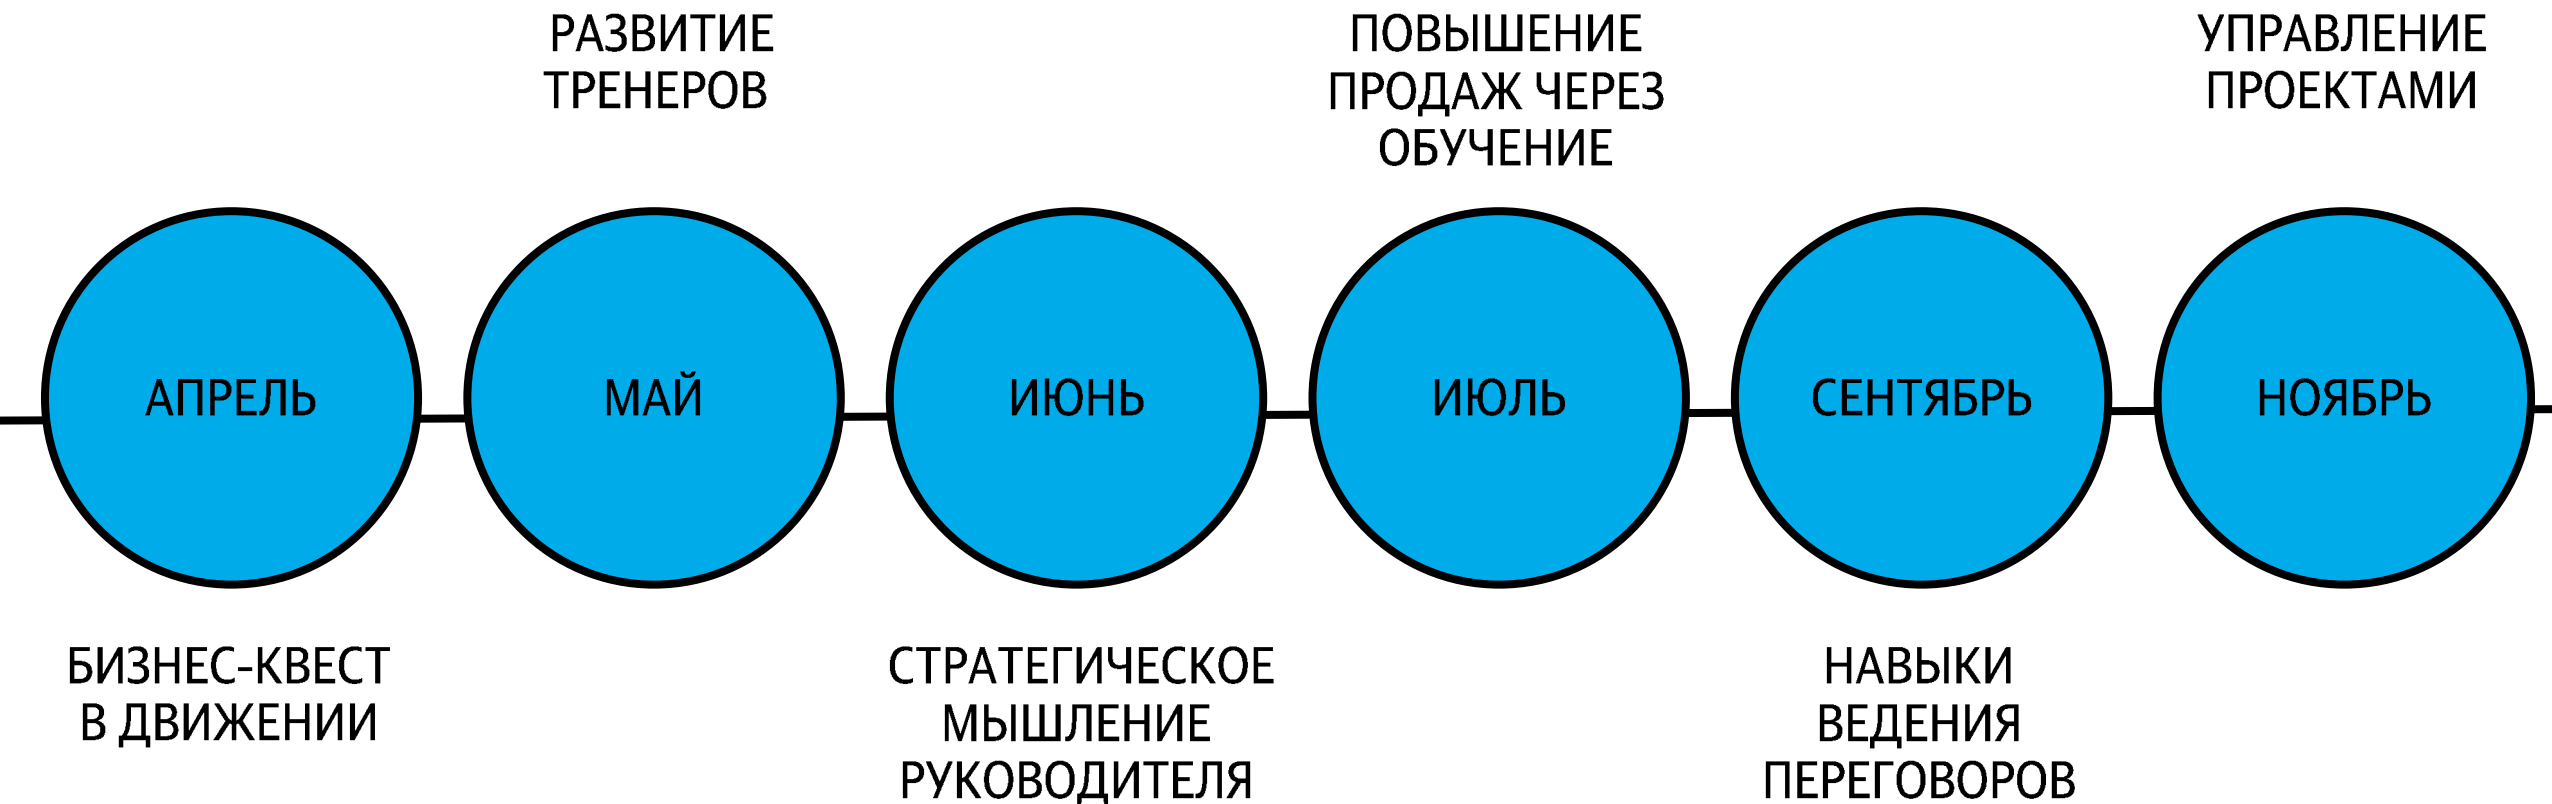 РАЗВИТИЕ
ТРЕНЕРОВ
ПОВЫШЕНИЕ
ПРОДАЖ ЧЕРЕЗ
ОБУЧЕНИЕ
УПРАВЛЕНИЕ
ПРОЕКТАМИ
АПРЕЛЬ
МАЙ
ИЮНЬ
ИЮЛЬ
СЕНТЯБРЬ
НОЯБРЬ
БИЗНЕС-КВЕСТ
В ДВИЖЕНИИ
СТРАТЕГИЧЕСКОЕ
МЫШЛЕНИЕ
РУКОВОДИТЕЛЯ
НАВЫКИ
ВЕДЕНИЯ
ПЕРЕГОВОРОВ